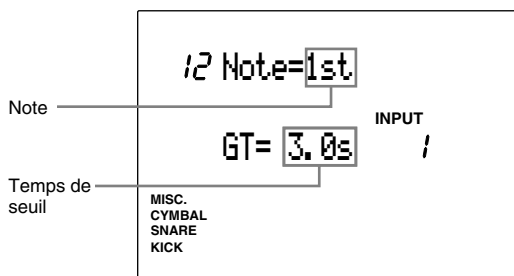 12 Note=1st
Note
INPUT
GT= 3.0s 1
Temps de
seuil
MISC.
CYMBAL
SNARE
KICK